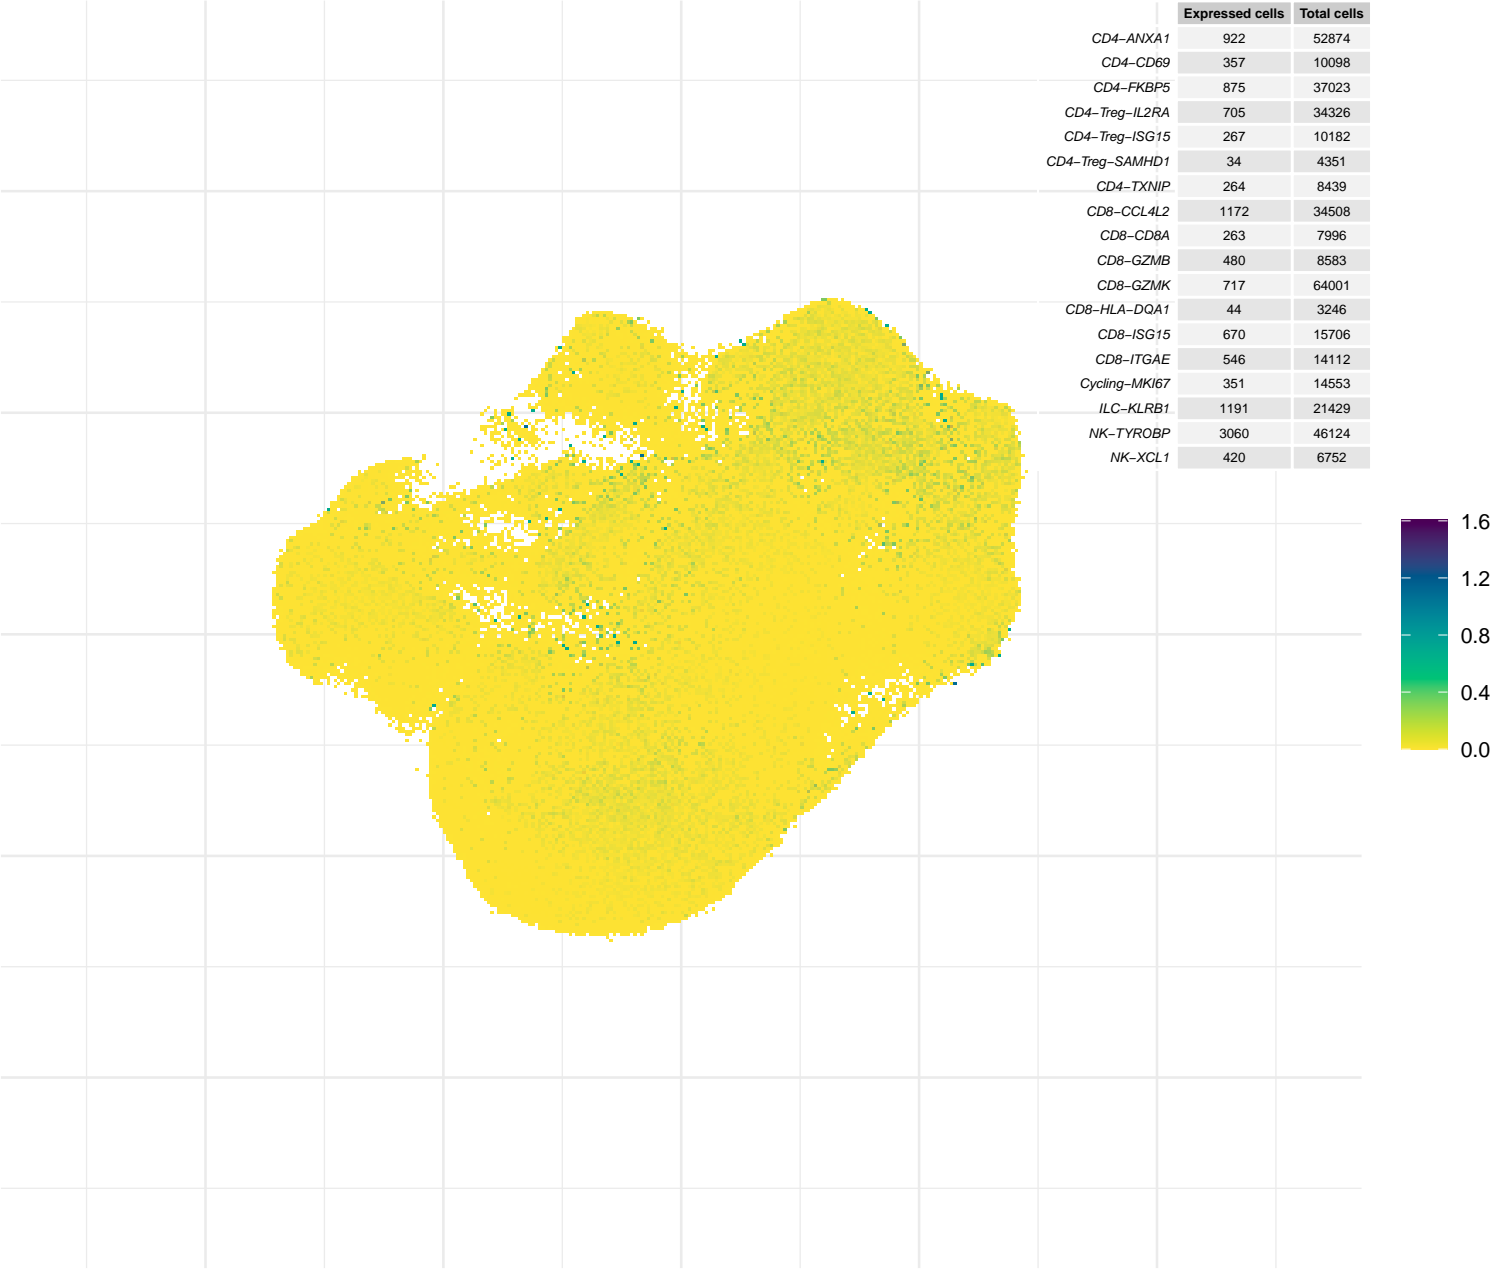 Expressed cells Total cells
CD4−ANXA1 922 52874
CD4−CD69 357 10098
CD4−FKBP5 875 37023
CD4−Treg−IL2RA 705 34326
CD4−Treg−ISG15 267 10182
CD4−Treg−SAMHD1 34 4351
CD4−TXNIP 264 8439
CD8−CCL4L2 1172 34508
CD8−CD8A 263 7996
CD8−GZMB 480 8583
CD8−GZMK 717 64001
CD8−HLA−DQA1 44 3246
CD8−ISG15 670 15706
CD8−ITGAE 546 14112
Cycling−MKI67 351 14553
ILC−KLRB1 1191 21429
NK−TYROBP 3060 46124
NK−XCL1 420 6752
1.6
1.2
0.8
0.4
0.0